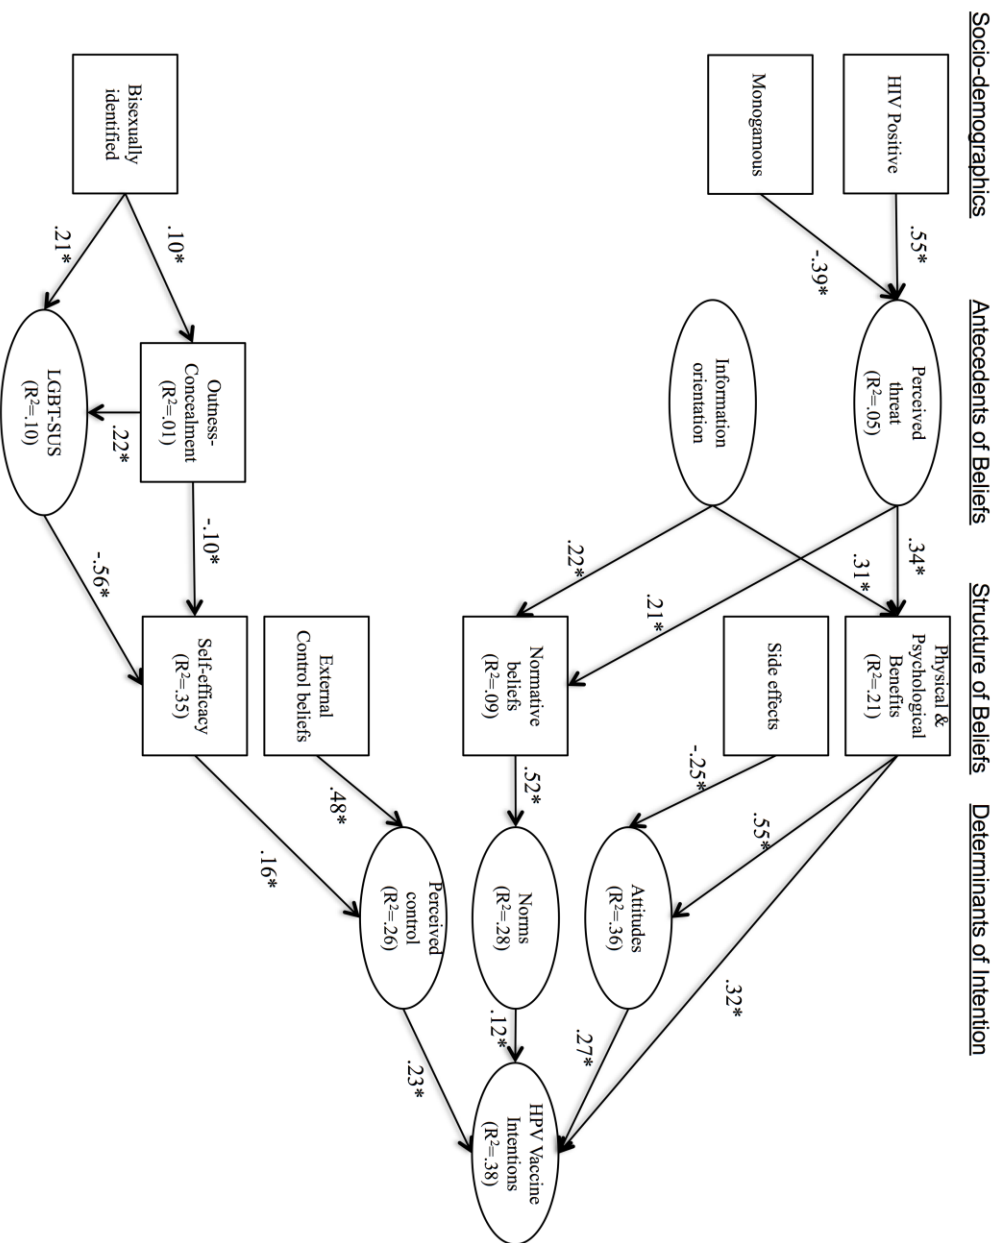 Socio-demographics
Antecedents of Beliefs
Structure of Beliefs
Determinants of Intention
HIV Positive
Monogamous
Bisexually
identified
.55*
-.39*
.10*
.21*
Perceived
threat
(R²=.05)
Information
orientation
Outness-
Concealment
(R²=.01)
.22*
LGBT-SUS
(R²=.10)
.34*
.31*
.21*
.22*
-.10*
-.56*
Physical &
Psychological
Benefits
(R²=.21)
Side effects
Normative
beliefs
(R²=.09)
External
Control beliefs
Self-efficacy
(R²=.35)
.32*
.55*
-.25*
.52*
.48*
.16*
Attitudes
(R²=.36)
Norms
(R²=.28)
Perceived
control
(R²=.26)
.27*
.12*
.23*
HPV Vaccine
Intentions
(R²=.38)